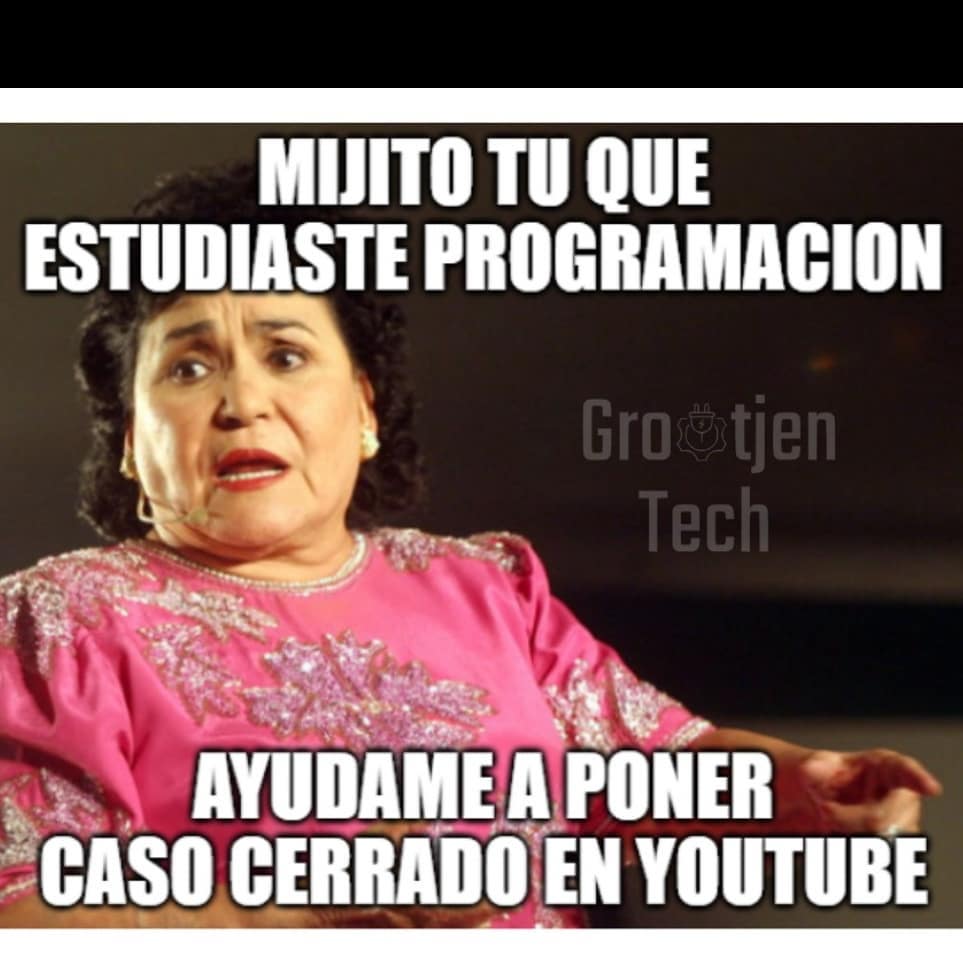 MIJITO TU QUE
ESTUDIASTE PROGRAMACION
Grootjen
Tech
AYUDAME A PONER
CASO CERRADO EN YOUTUBE